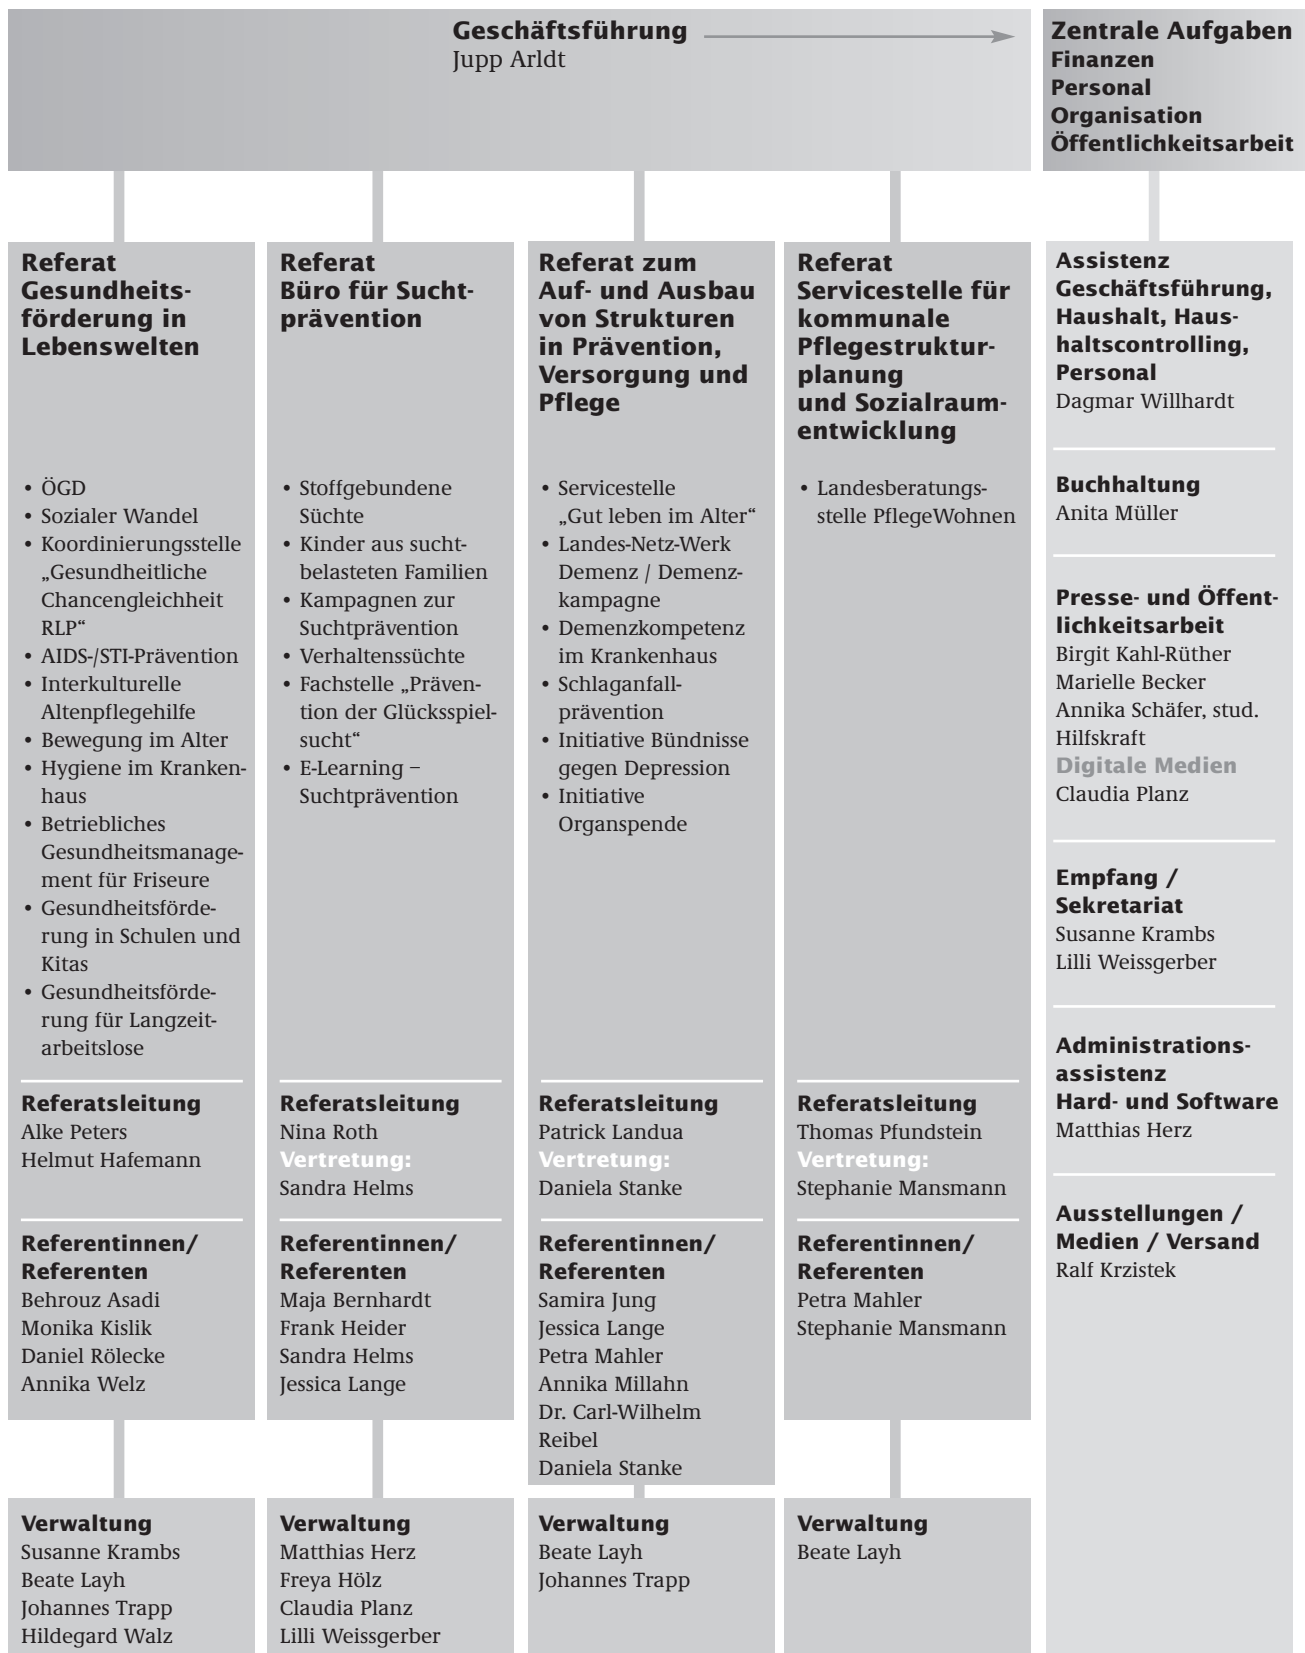 Geschäftsführung
Jupp Arldt
Zentrale Aufgaben
Finanzen
Personal
Organisation
Öffentlichkeitsarbeit
Referat
Gesundheits-
förderung in
Lebenswelten
• ÖGD
• Sozialer Wandel
• Koordinierungsstelle
„Gesundheitliche
Chancengleichheit
RLP“
• AIDS-/STI-Prävention
• Interkulturelle
Altenpflegehilfe
• Bewegung im Alter
• Hygiene im Kranken-
haus
• Betriebliches
Gesundheitsmanage-
ment für Friseure
• Gesundheitsförde-
rung in Schulen und
Kitas
• Gesundheitsförde-
rung für Langzeit-
arbeitslose
Referatsleitung
Alke Peters
Helmut Hafemann
Referentinnen/
Referenten
Behrouz Asadi
Monika Kislik
Daniel Rölecke
Annika Welz
Verwaltung
Susanne Krambs
Beate Layh
Johannes Trapp
Hildegard Walz
Referat
Büro für Sucht-
prävention
• Stoffgebundene
Süchte
• Kinder aus sucht-
belasteten Familien
• Kampagnen zur
Suchtprävention
• Verhaltenssüchte
• Fachstelle „Präven-
tion der Glücksspiel-
sucht“
• E-Learning –
Suchtprävention
Referatsleitung
Nina Roth
Vertretung:
Sandra Helms
Referentinnen/
Referenten
Maja Bernhardt
Frank Heider
Sandra Helms
Jessica Lange
Verwaltung
Matthias Herz
Freya Hölz
Claudia Planz
Lilli Weissgerber
Referat zum
Auf- und Ausbau
von Strukturen
in Prävention,
Versorgung und
Pflege
• Servicestelle
„Gut leben im Alter“
• Landes-Netz-Werk
Demenz / Demenz-
kampagne
• Demenzkompetenz
im Krankenhaus
• Schlaganfall-
prävention
• Initiative Bündnisse
gegen Depression
• Initiative
Organspende
Referatsleitung
Patrick Landua
Vertretung:
Daniela Stanke
Referentinnen/
Referenten
Samira Jung
Jessica Lange
Petra Mahler
Annika Millahn
Dr. Carl-Wilhelm
Reibel
Daniela Stanke
Verwaltung
Beate Layh
Johannes Trapp
Referat
Servicestelle für
kommunale
Pflegestruktur-
planung
und Sozialraum-
entwicklung
• Landesberatungs-
stelle PflegeWohnen
Referatsleitung
Thomas Pfundstein
Vertretung:
Stephanie Mansmann
Referentinnen/
Referenten
Petra Mahler
Stephanie Mansmann
Verwaltung
Beate Layh
Assistenz
Geschäftsführung,
Haushalt, Haus-
haltscontrolling,
Personal
Dagmar Willhardt
Buchhaltung
Anita Müller
Presse- und Öffent-
lichkeitsarbeit
Birgit Kahl-Rüther
Marielle Becker
Annika Schäfer, stud.
Hilfskraft
Digitale Medien
Claudia Planz
Empfang /
Sekretariat
Susanne Krambs
Lilli Weissgerber
Administrations-
assistenz
Hard- und Software
Matthias Herz
Ausstellungen /
Medien / Versand
Ralf Krzistek